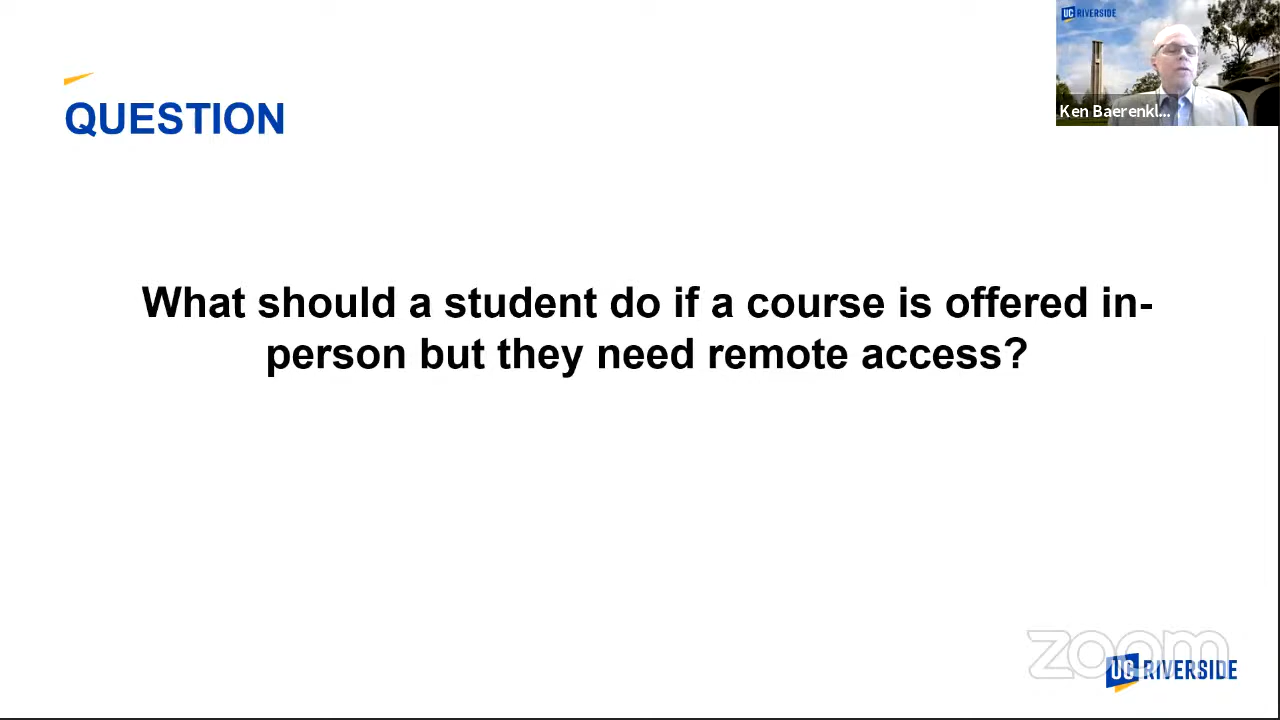 UC RIVERSIDE
Ken Baerenkl...
QUESTION
What should a student do if a course is offered in-
person but they need remote access?
zoom
UC RIVERSIDE